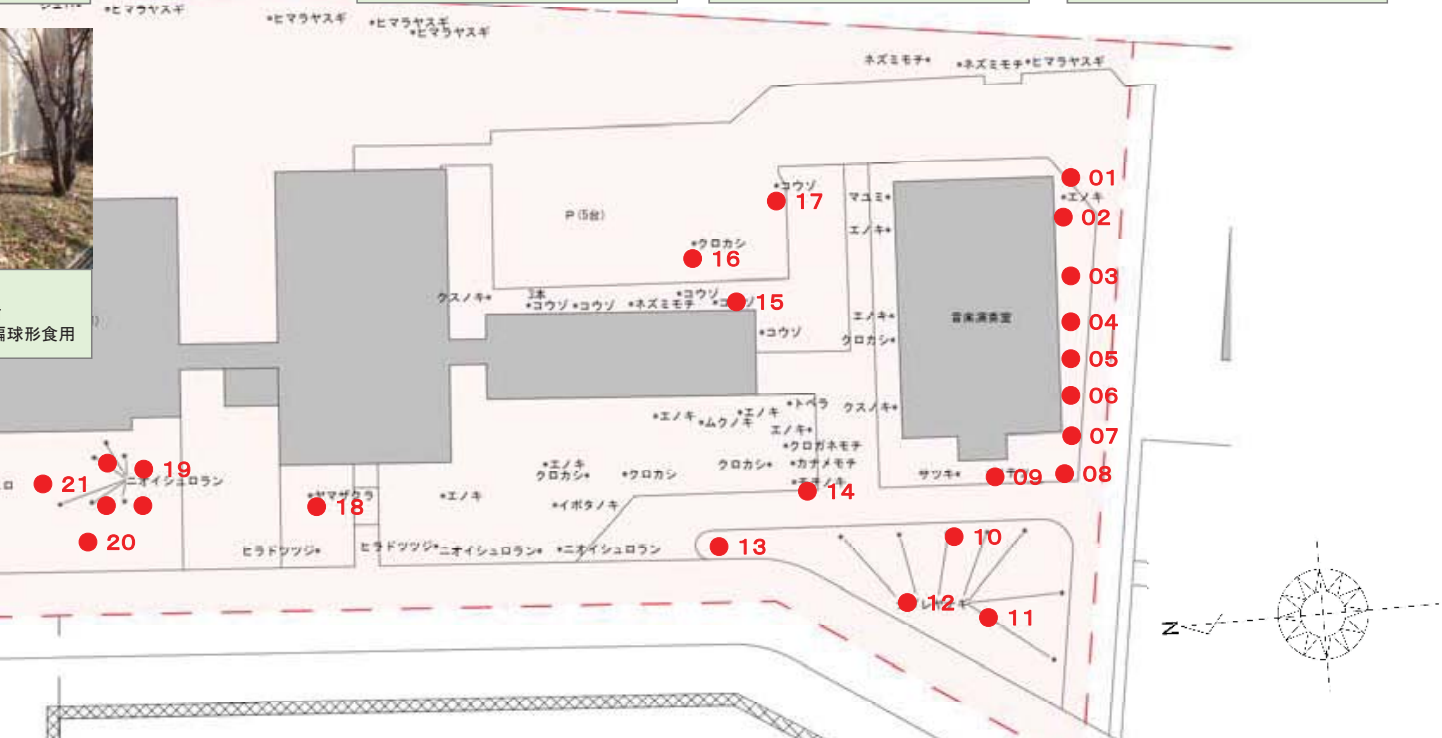 *ヒマラヤスギ
*ヒマラヤスギ
*ヒマラヤスギ
*ヒマラヤスギ
ネズミモチ*
*ネズミモチ*ヒマラヤスギ
01
*エノキ
02
*コウゾ
17
マユミ*
P(5台)
エノキ*
*クロカシ
16
03
クスノキ*
3本
*コウゾ*コウゾ
*ネズミモチ
*コウゾ
15
エノキ*
音楽演奏室
04
*コウゾ
クロカシ*
扁球形食用
05
06
*エノキ
*ムクノキ
*エノキ
*トベラ
クスノキ*
エノキ*
07
*クロガネモチ
*エノキ
クロカシ*
*クロカシ
クロカシ*
*カナメモチ
サツキ*
09
08
19
21
ニオイシュロラン
*ヤマザクラ
18
*エノキ
*イボタノキ
*モチノキ
14
20
ヒラドツツジ*
ヒラドツツジ*
ニオイシュロラン*
*ニオイシュロラン
13
10
12
11
N